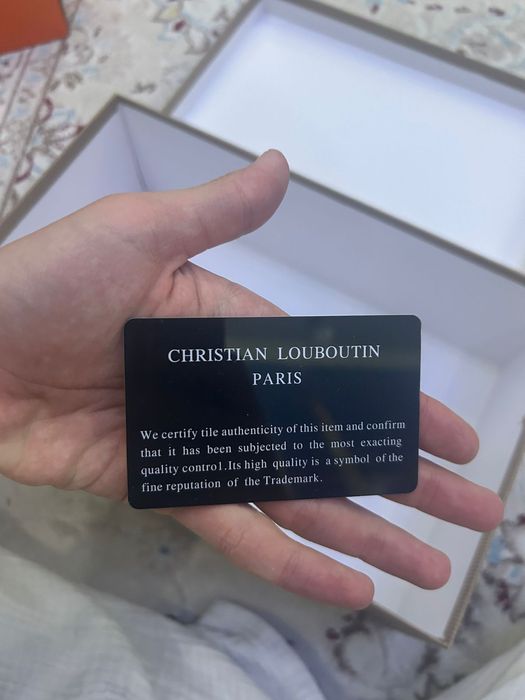 CHRISTIAN LOUBOUTIN
PARIS
We certify tile authenticity of this item and confirm
that it has been subjected to the most exacting
quality control.Its high quality is a symbol of the
fine reputation of the Trademark.